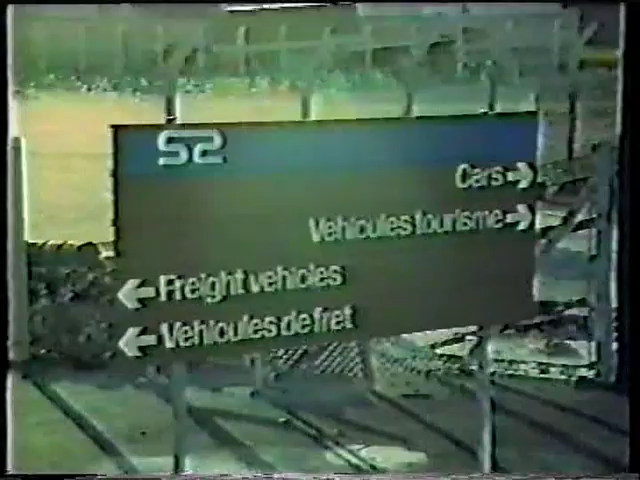 S2
Cars →
Vehicules tourisme →
← Freight vehicles
← Vehicules de fret